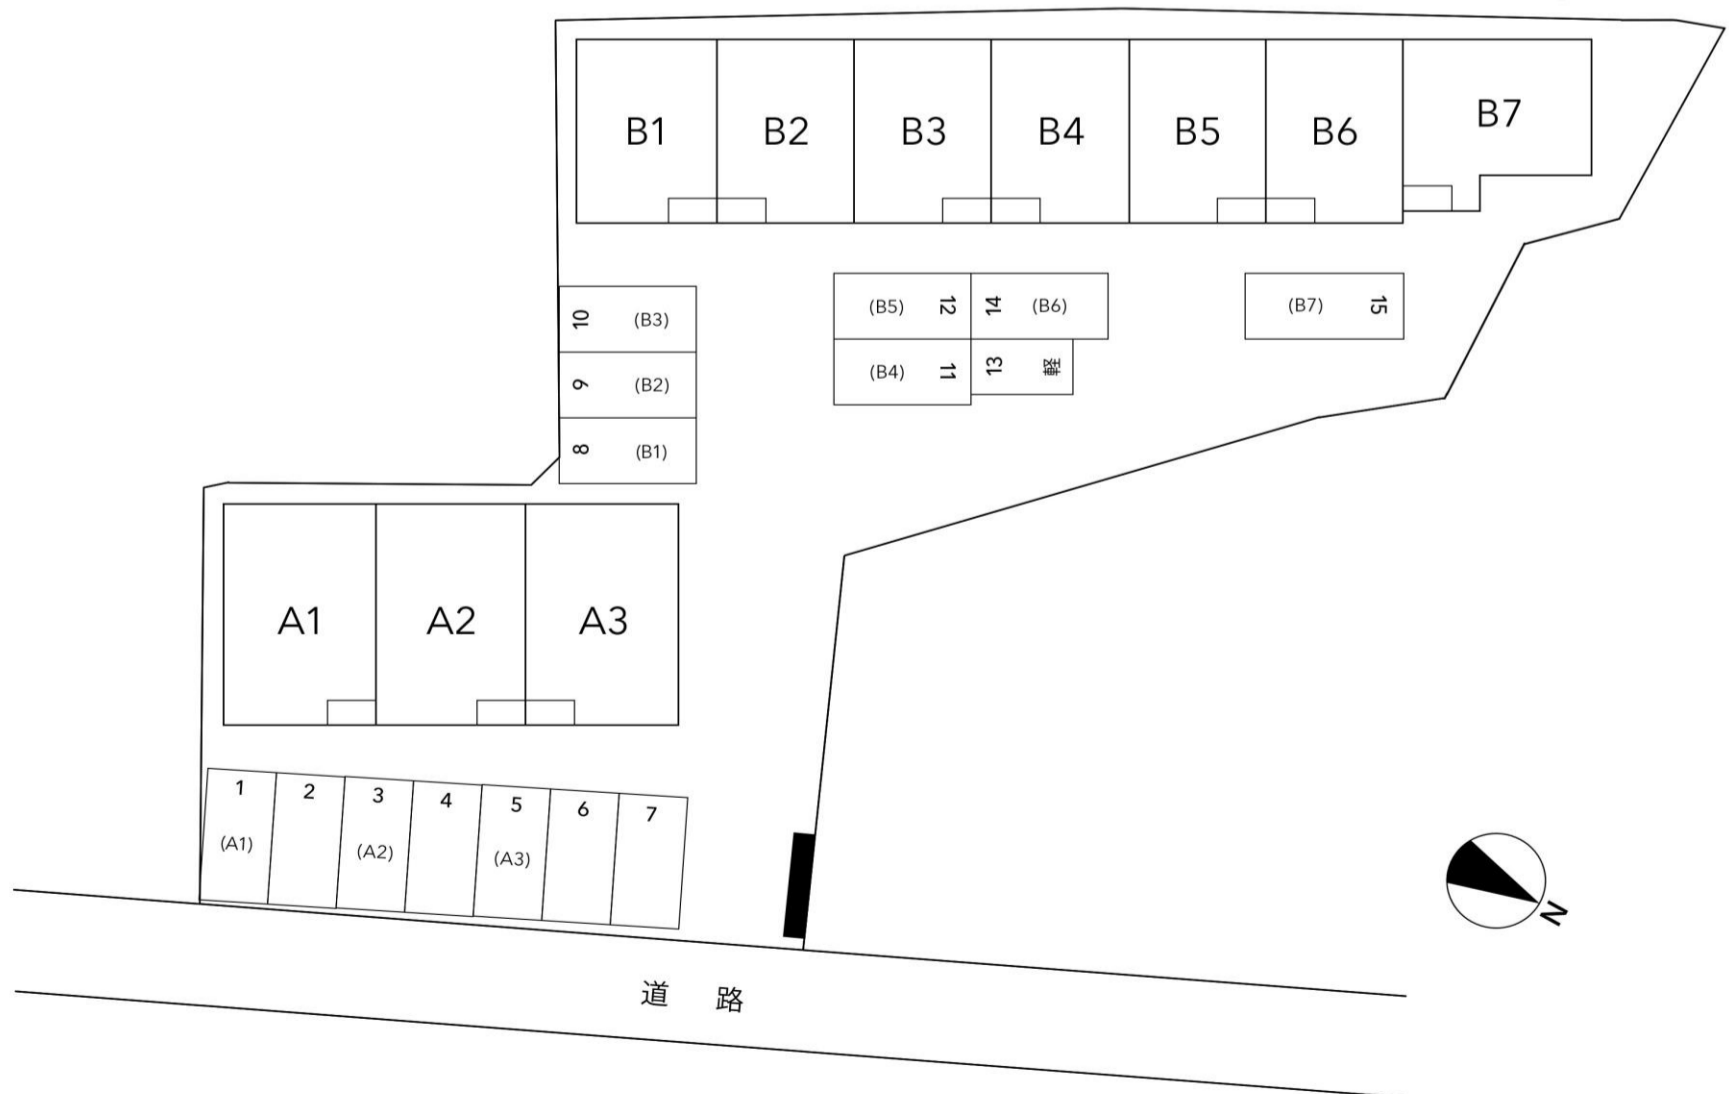 B1 B2 B3 B4 B5 B6 B7
10 (B3)
9 (B2)
8 (B1)
(B5) 12 14 (B6)
(B4) 11 13 軽
(B7) 15
A1 A2 A3
1 2 3 4 5 6 7
(A1) (A2) (A3)
N
道 路